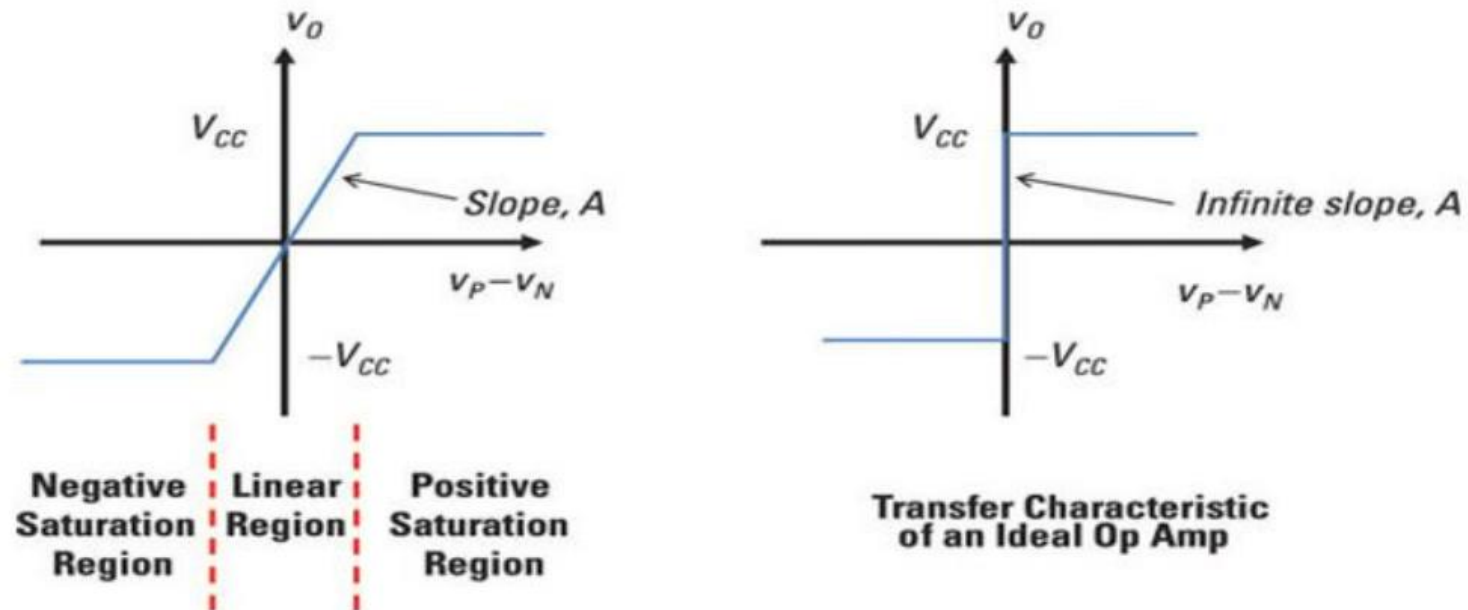 v_O
V_CC
Slope, A
v_P−v_N
−V_CC
Negative
Saturation
Region
Linear
Region
Positive
Saturation
Region
v_O
V_CC
Infinite slope, A
v_P−v_N
−V_CC
Transfer Characteristic
of an Ideal Op Amp